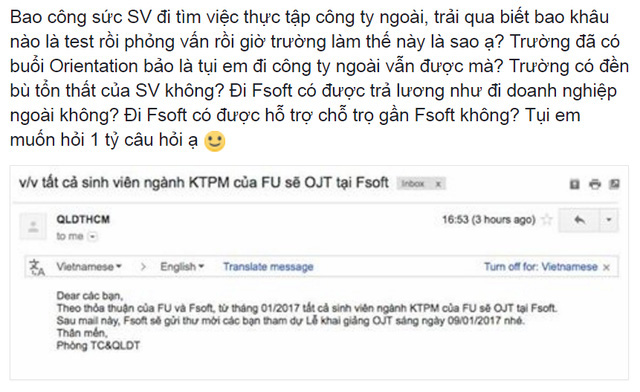 Bao công sức SV đi tìm việc thực tập công ty ngoài, trải qua biết bao khâu
nào là test rồi phỏng vấn rồi giờ trường làm thế này là sao ạ? Trường đã có
buổi Orientation bảo là tụi em đi công ty ngoài vẫn được mà? Trường có đền
bù tổn thất của SV không? Đi Fsoft có được trả lương như đi doanh nghiệp
ngoài không? Đi Fsoft có được hỗ trợ chỗ trọ gần Fsoft không? Tụi em
muốn hỏi 1 tỷ câu hỏi ạ 🙂
v/v tất cả sinh viên ngành KTPM của FU sẽ OJT tại Fsoft Inbox x
QLDTHCM 16:53 (3 hours ago)
to me
Vietnamese > English Translate message Turn off for: Vietnamese x
Dear các bạn,
Theo thỏa thuận của FU và Fsoft, từ tháng 01/2017 tất cả sinh viên ngành KTPM của FU sẽ OJT tại Fsoft.
Sau mail này, Fsoft sẽ gửi thư mời các bạn tham dự Lễ khai giảng OJT sáng ngày 09/01/2017 nhé.
Thân mến,
Phòng TC&QLDT